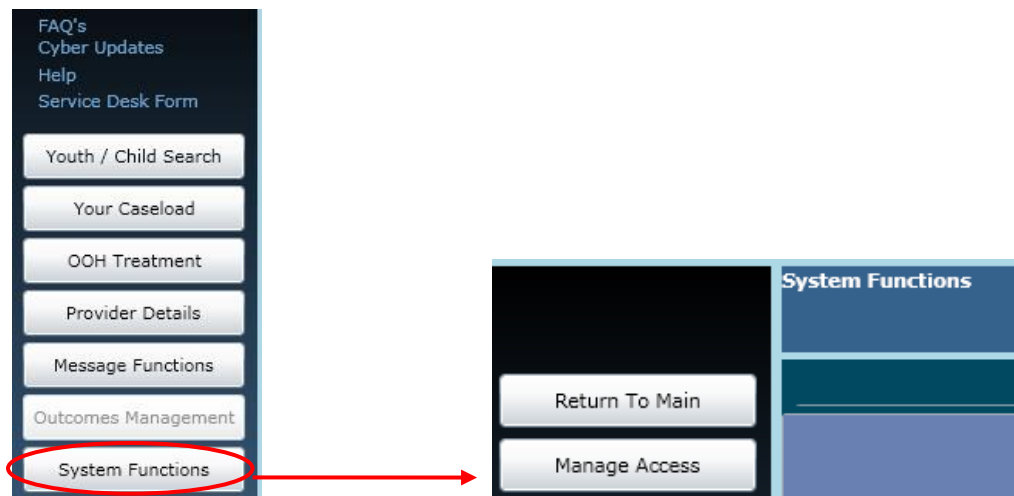 FAQ's
Cyber Updates
Help
Service Desk Form
Youth / Child Search
Your Caseload
OOH Treatment
Provider Details
Message Functions
Outcomes Management
System Functions
System Functions
Return To Main
Manage Access